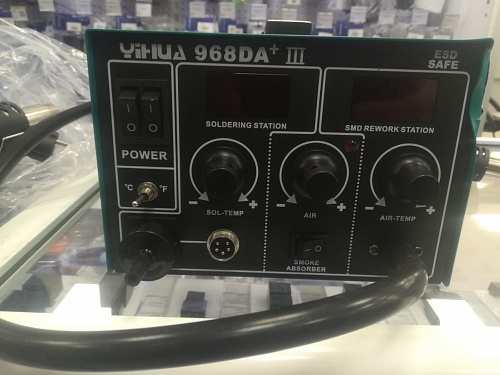 YiHUA 968DA+ III
ESD
SAFE
SOLDERING STATION
SMD REWORK STATION
POWER
°C
°F
- +
SOL-TEMP
- +
AIR
- +
AIR-TEMP
SMOKE
ABSORBER